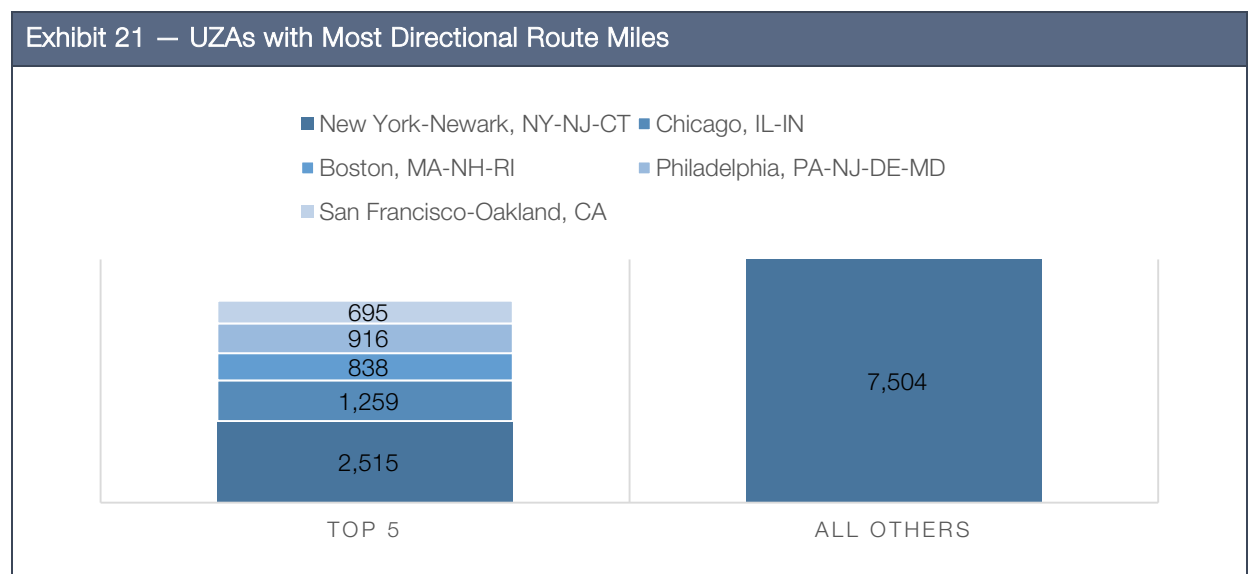 Exhibit 21 — UZAs with Most Directional Route Miles
New York-Newark, NY-NJ-CT Chicago, IL-IN
Boston, MA-NH-RI Philadelphia, PA-NJ-DE-MD
San Francisco-Oakland, CA
695
916
838
1,259
2,515
7,504
TOP 5 ALL OTHERS